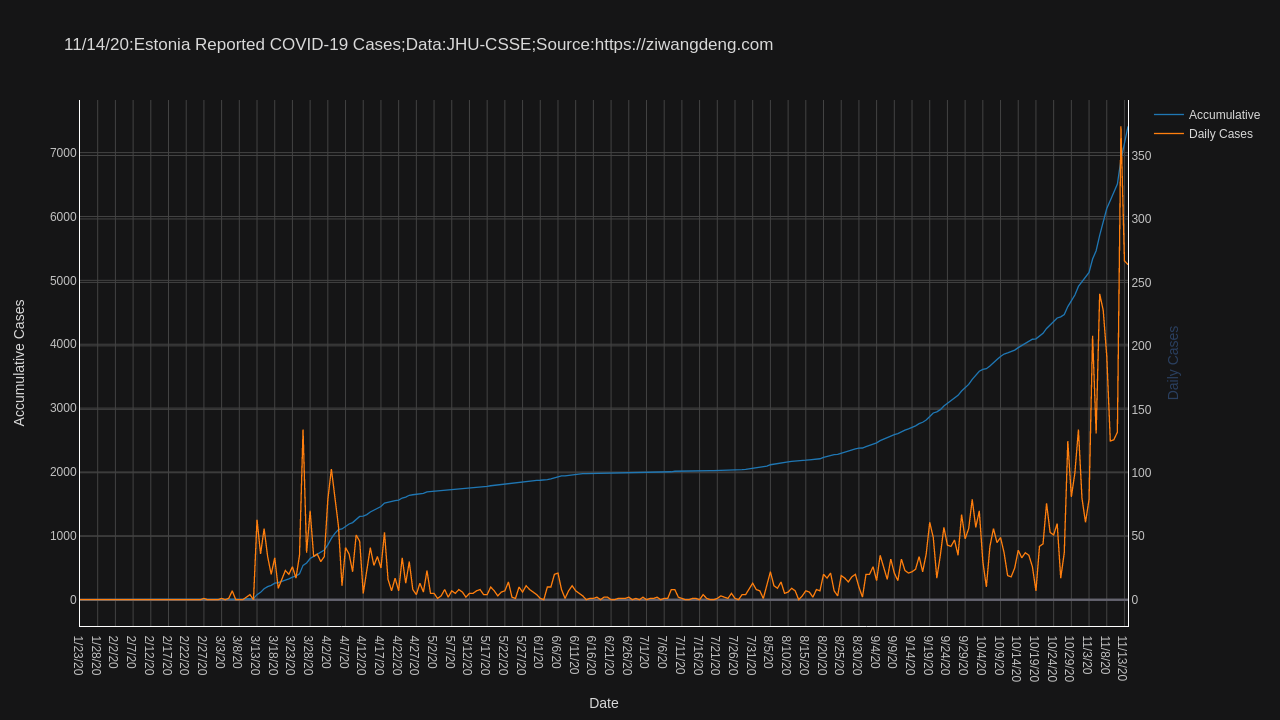 11/14/20:Estonia Reported COVID-19 Cases;Data:JHU-CSSE;Source:https://ziwangdeng.com
Accumulative
Daily Cases
Accumulative Cases
7000
6000
5000
4000
3000
2000
1000
0
350
300
250
200
150
100
50
0
Daily Cases
1/23/20 1/28/20 2/2/20 2/7/20 2/12/20 2/17/20 2/22/20 2/27/20 3/3/20 3/8/20 3/13/20 3/18/20 3/23/20 3/28/20 4/2/20 4/7/20 4/12/20 4/17/20 4/22/20 4/27/20 5/2/20 5/7/20 5/12/20 5/17/20 5/22/20 5/27/20 6/1/20 6/6/20 6/11/20 6/16/20 6/21/20 6/26/20 7/1/20 7/6/20 7/11/20 7/16/20 7/21/20 7/26/20 7/31/20 8/5/20 8/10/20 8/15/20 8/20/20 8/25/20 8/30/20 9/4/20 9/9/20 9/14/20 9/19/20 9/24/20 9/29/20 10/4/20 10/9/20 10/14/20 10/19/20 10/24/20 10/29/20 11/3/20 11/8/20 11/13/20
Date